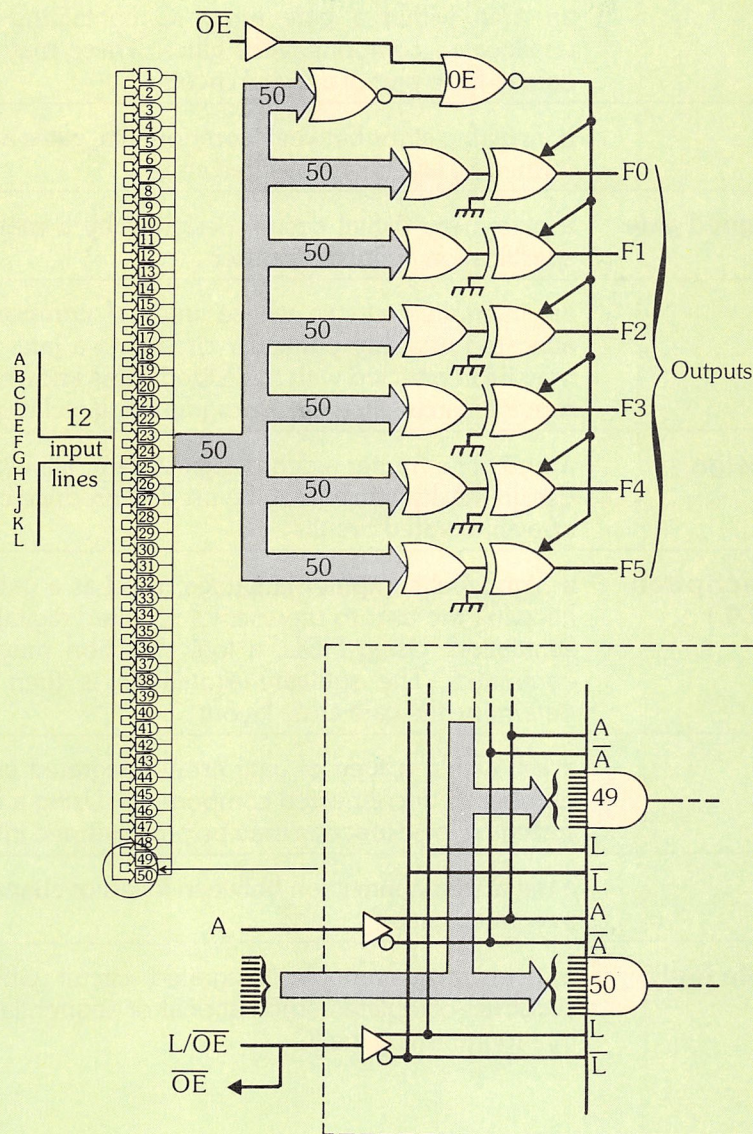 O̅E̅
OE
1
2
3
4
5
6
7
8
9
10
11
12
13
14
15
16
17
18
19
20
21
22
23
24
25
26
27
28
29
30
31
32
33
34
35
36
37
38
39
40
41
42
43
44
45
46
47
48
49
50
A
B
C
D
E
F
G
H
I
J
K
L
12
input
lines
50
50
50
50
50
50
50
50
F0
F1
F2
F3
F4
F5
Outputs
A
A̅
49
L
L̅
A
A
A̅
50
L/O̅E̅
L
L̅
O̅E̅